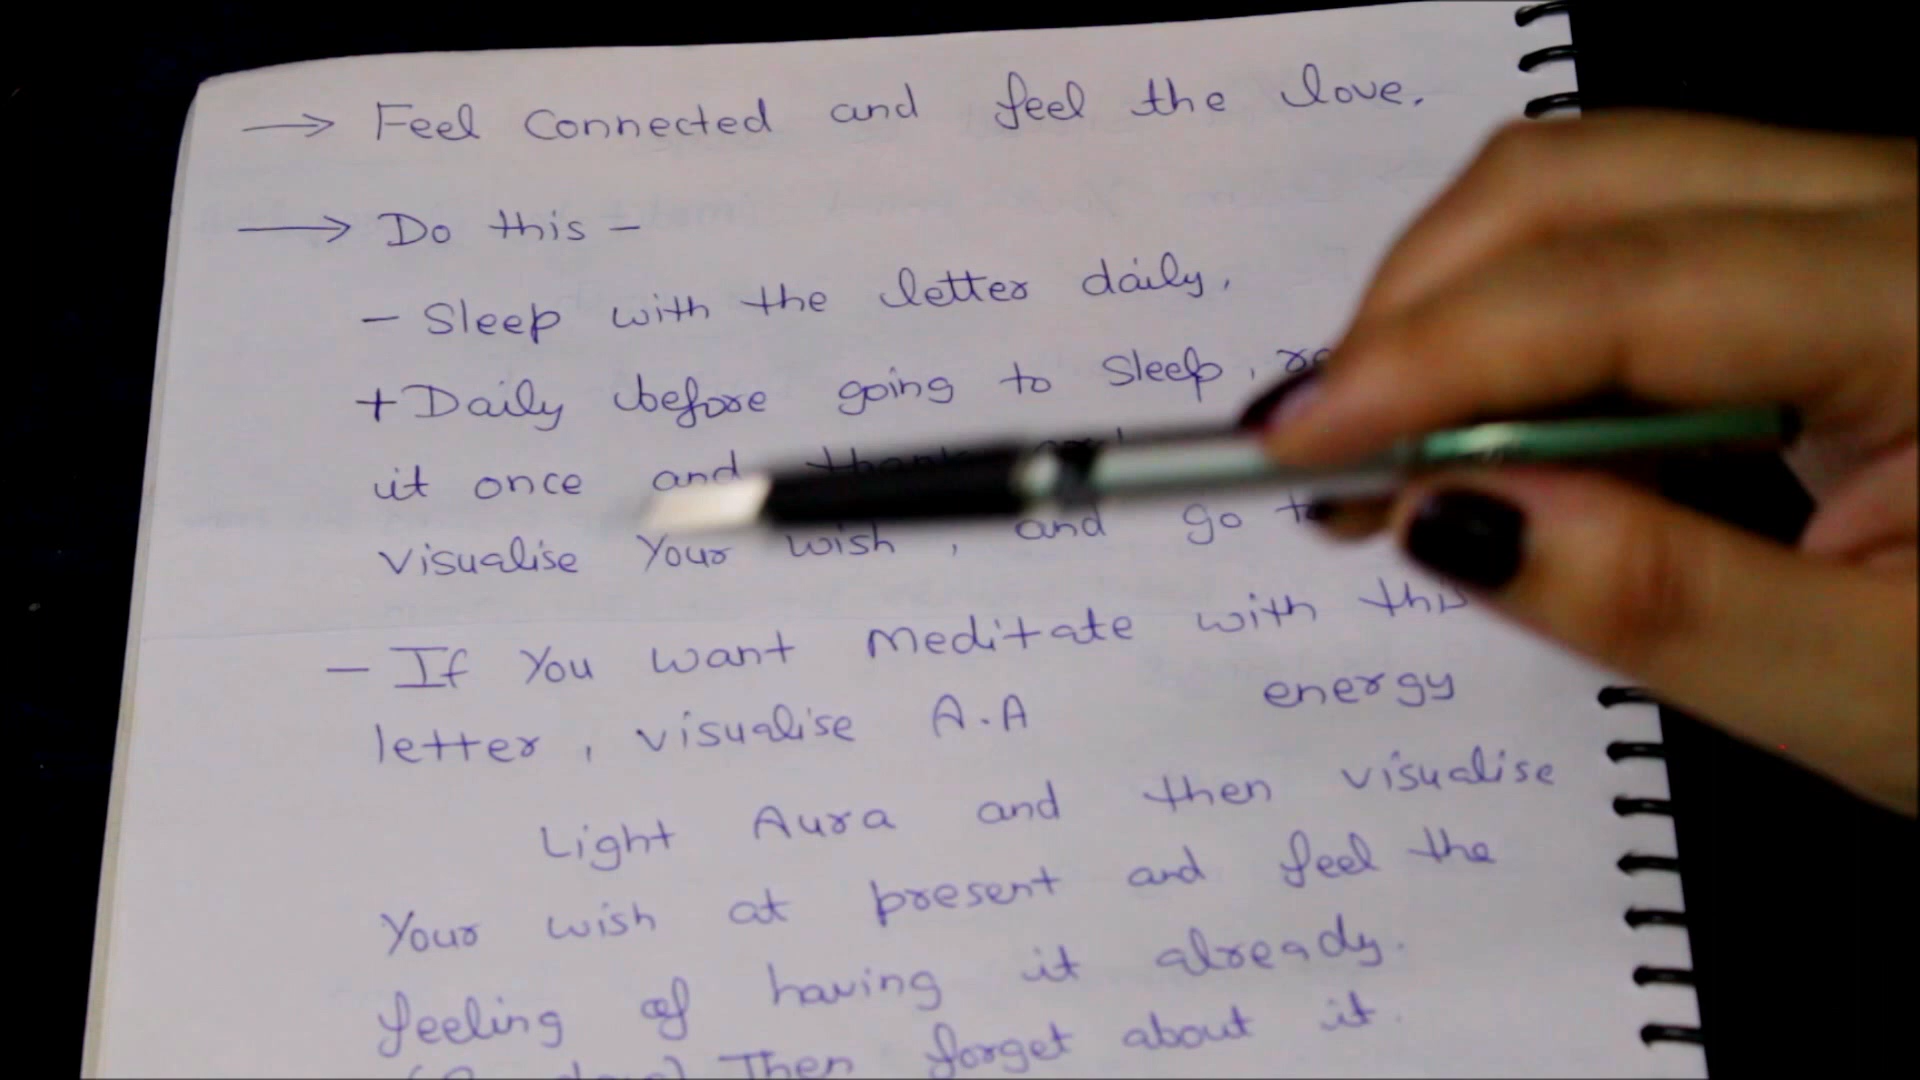 → Feel connected and feel the love.
→ Do this -
- Sleep with the letter daily,
+ Daily before going to sleep,
it once and
visualise your wish, and go
- If you want meditate with this
letter, visualise A.A energy
Light Aura and then visualise
your wish at present and feel the
feeling of having it already.
Then forget about it.